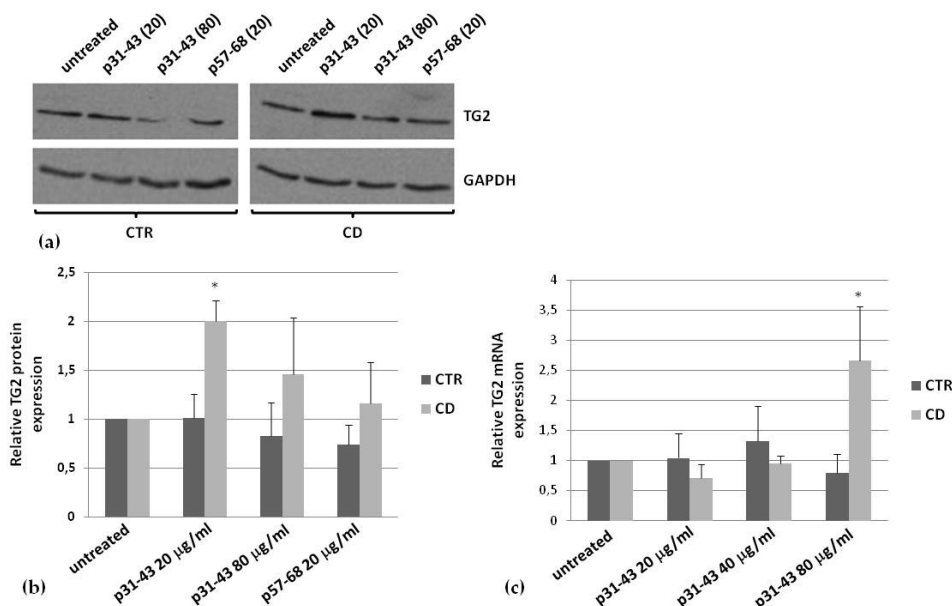 untreated
p31-43 (20)
p31-43 (80)
p57-68 (20)
untreated
p31-43 (20)
p31-43 (80)
p57-68 (20)
TG2
GAPDH
CTR
CD
(a)
2,5
2
1,5
1
0,5
0
Relative TG2 protein
expression
*
CTR
CD
untreated
p31-43 20 µg/ml
p31-43 80 µg/ml
p57-68 20 µg/ml
(b)
4
3,5
3
2,5
2
1,5
1
0,5
0
Relative TG2 mRNA
expression
*
CTR
CD
untreated
p31-43 20 µg/ml
p31-43 40 µg/ml
p31-43 80 µg/ml
(c)